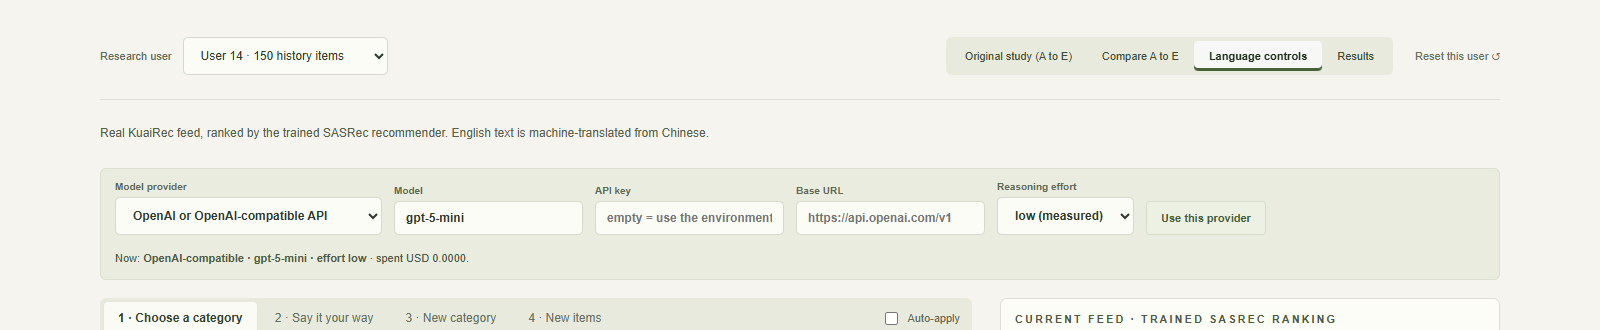 Research user
User 14 · 150 history items
Original study (A to E)
Compare A to E
Language controls
Results
Reset this user ↺
Real KuaiRec feed, ranked by the trained SASRec recommender. English text is machine-translated from Chinese.
Model provider
Model
API key
Base URL
Reasoning effort
OpenAI or OpenAI-compatible API
gpt-5-mini
empty = use the environment
https://api.openai.com/v1
low (measured)
Use this provider
Now: OpenAI-compatible · gpt-5-mini · effort low · spent USD 0.0000.
1 · Choose a category
2 · Say it your way
3 · New category
4 · New items
Auto-apply
CURRENT FEED · TRAINED SASREC RANKING